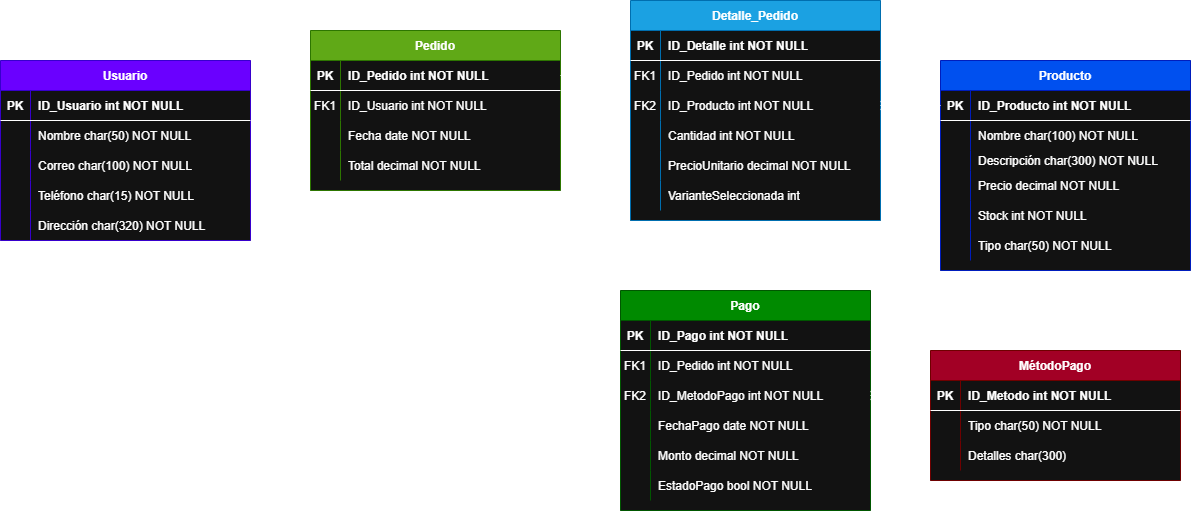 Usuario
PK ID_Usuario int NOT NULL
Nombre char(50) NOT NULL
Correo char(100) NOT NULL
Teléfono char(15) NOT NULL
Dirección char(320) NOT NULL
Pedido
PK ID_Pedido int NOT NULL
FK1 ID_Usuario int NOT NULL
Fecha date NOT NULL
Total decimal NOT NULL
Detalle_Pedido
PK ID_Detalle int NOT NULL
FK1 ID_Pedido int NOT NULL
FK2 ID_Producto int NOT NULL
Cantidad int NOT NULL
PrecioUnitario decimal NOT NULL
VarianteSeleccionada int
Producto
PK ID_Producto int NOT NULL
Nombre char(100) NOT NULL
Descripción char(300) NOT NULL
Precio decimal NOT NULL
Stock int NOT NULL
Tipo char(50) NOT NULL
Pago
PK ID_Pago int NOT NULL
FK1 ID_Pedido int NOT NULL
FK2 ID_MetodoPago int NOT NULL
FechaPago date NOT NULL
Monto decimal NOT NULL
EstadoPago bool NOT NULL
MétodoPago
PK ID_Metodo int NOT NULL
Tipo char(50) NOT NULL
Detalles char(300)